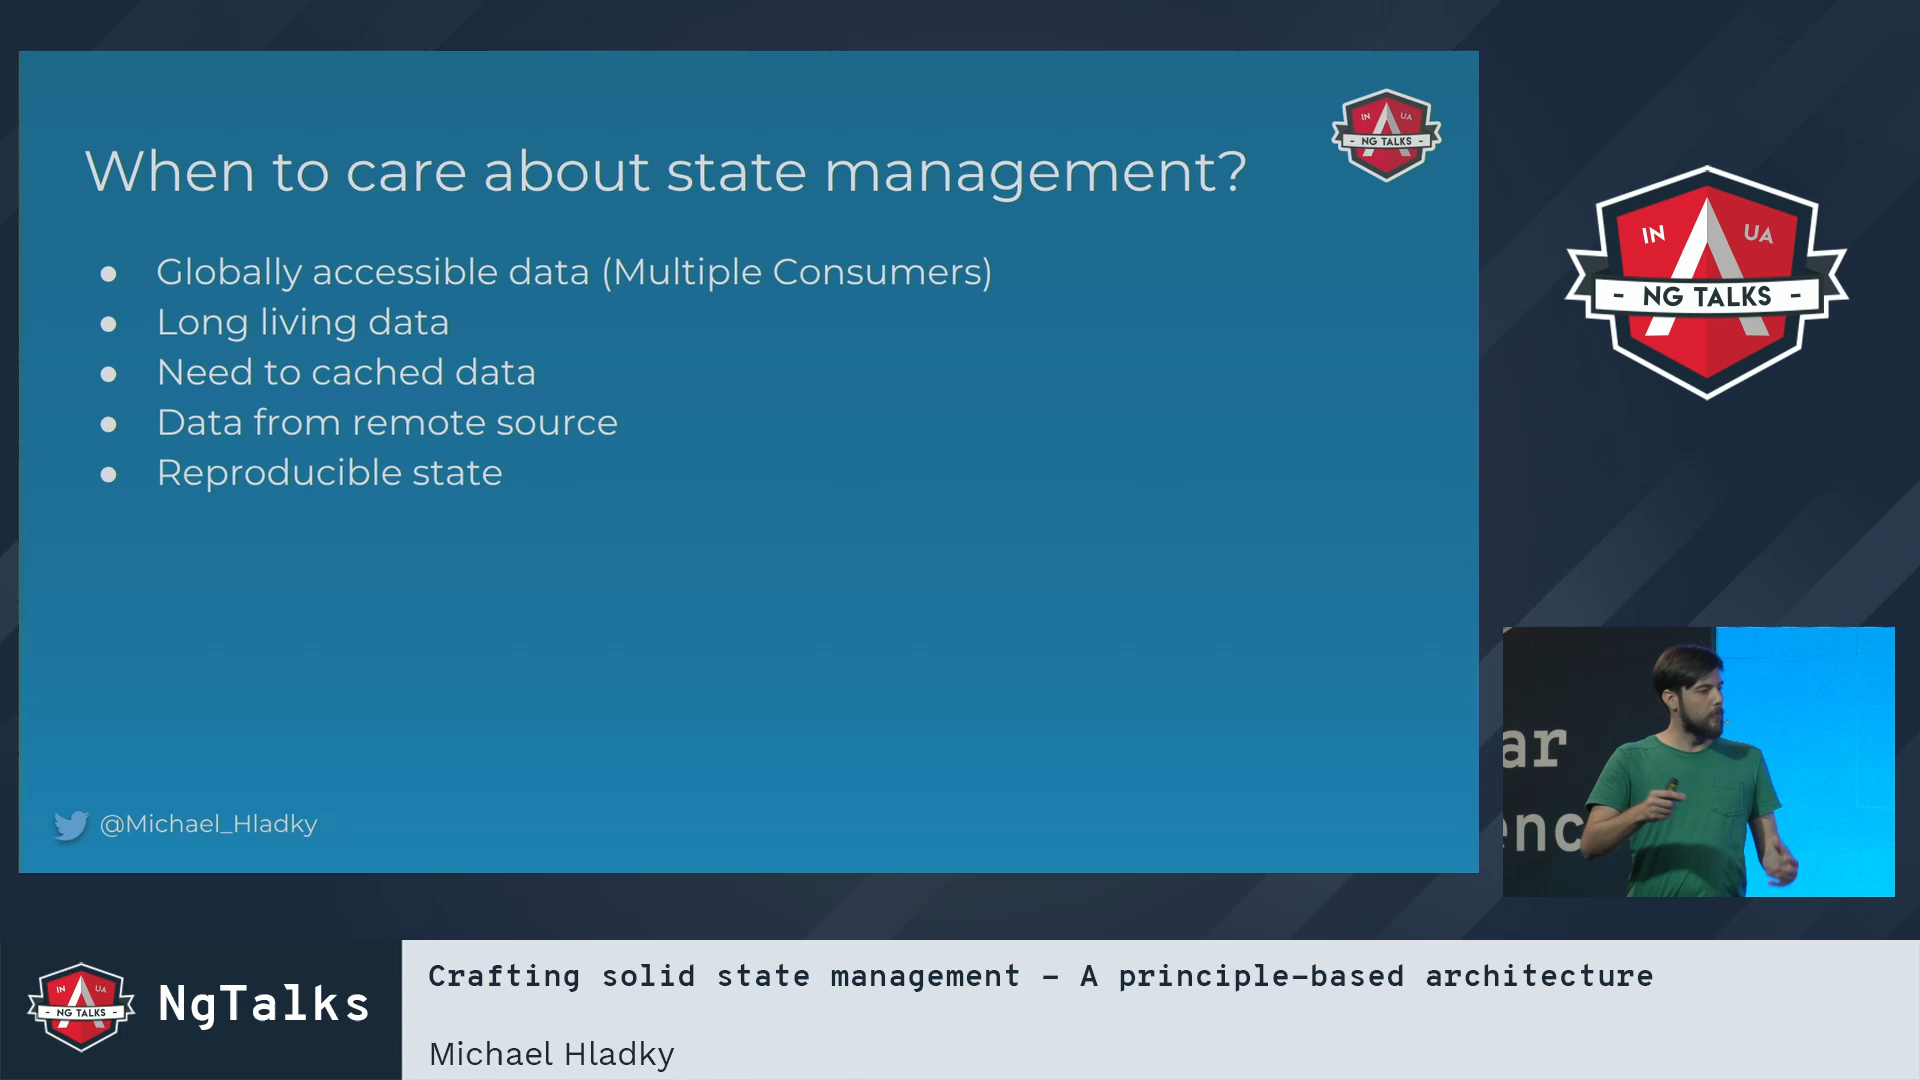 IN UA
- NG TALKS -
When to care about state management?
● Globally accessible data (Multiple Consumers)
● Long living data
● Need to cached data
● Data from remote source
● Reproducible state
@Michael_Hladky
IN UA
- NG TALKS -
ar
enc
IN UA
- NG TALKS -
NgTalks
Crafting solid state management - A principle-based architecture
Michael Hladky